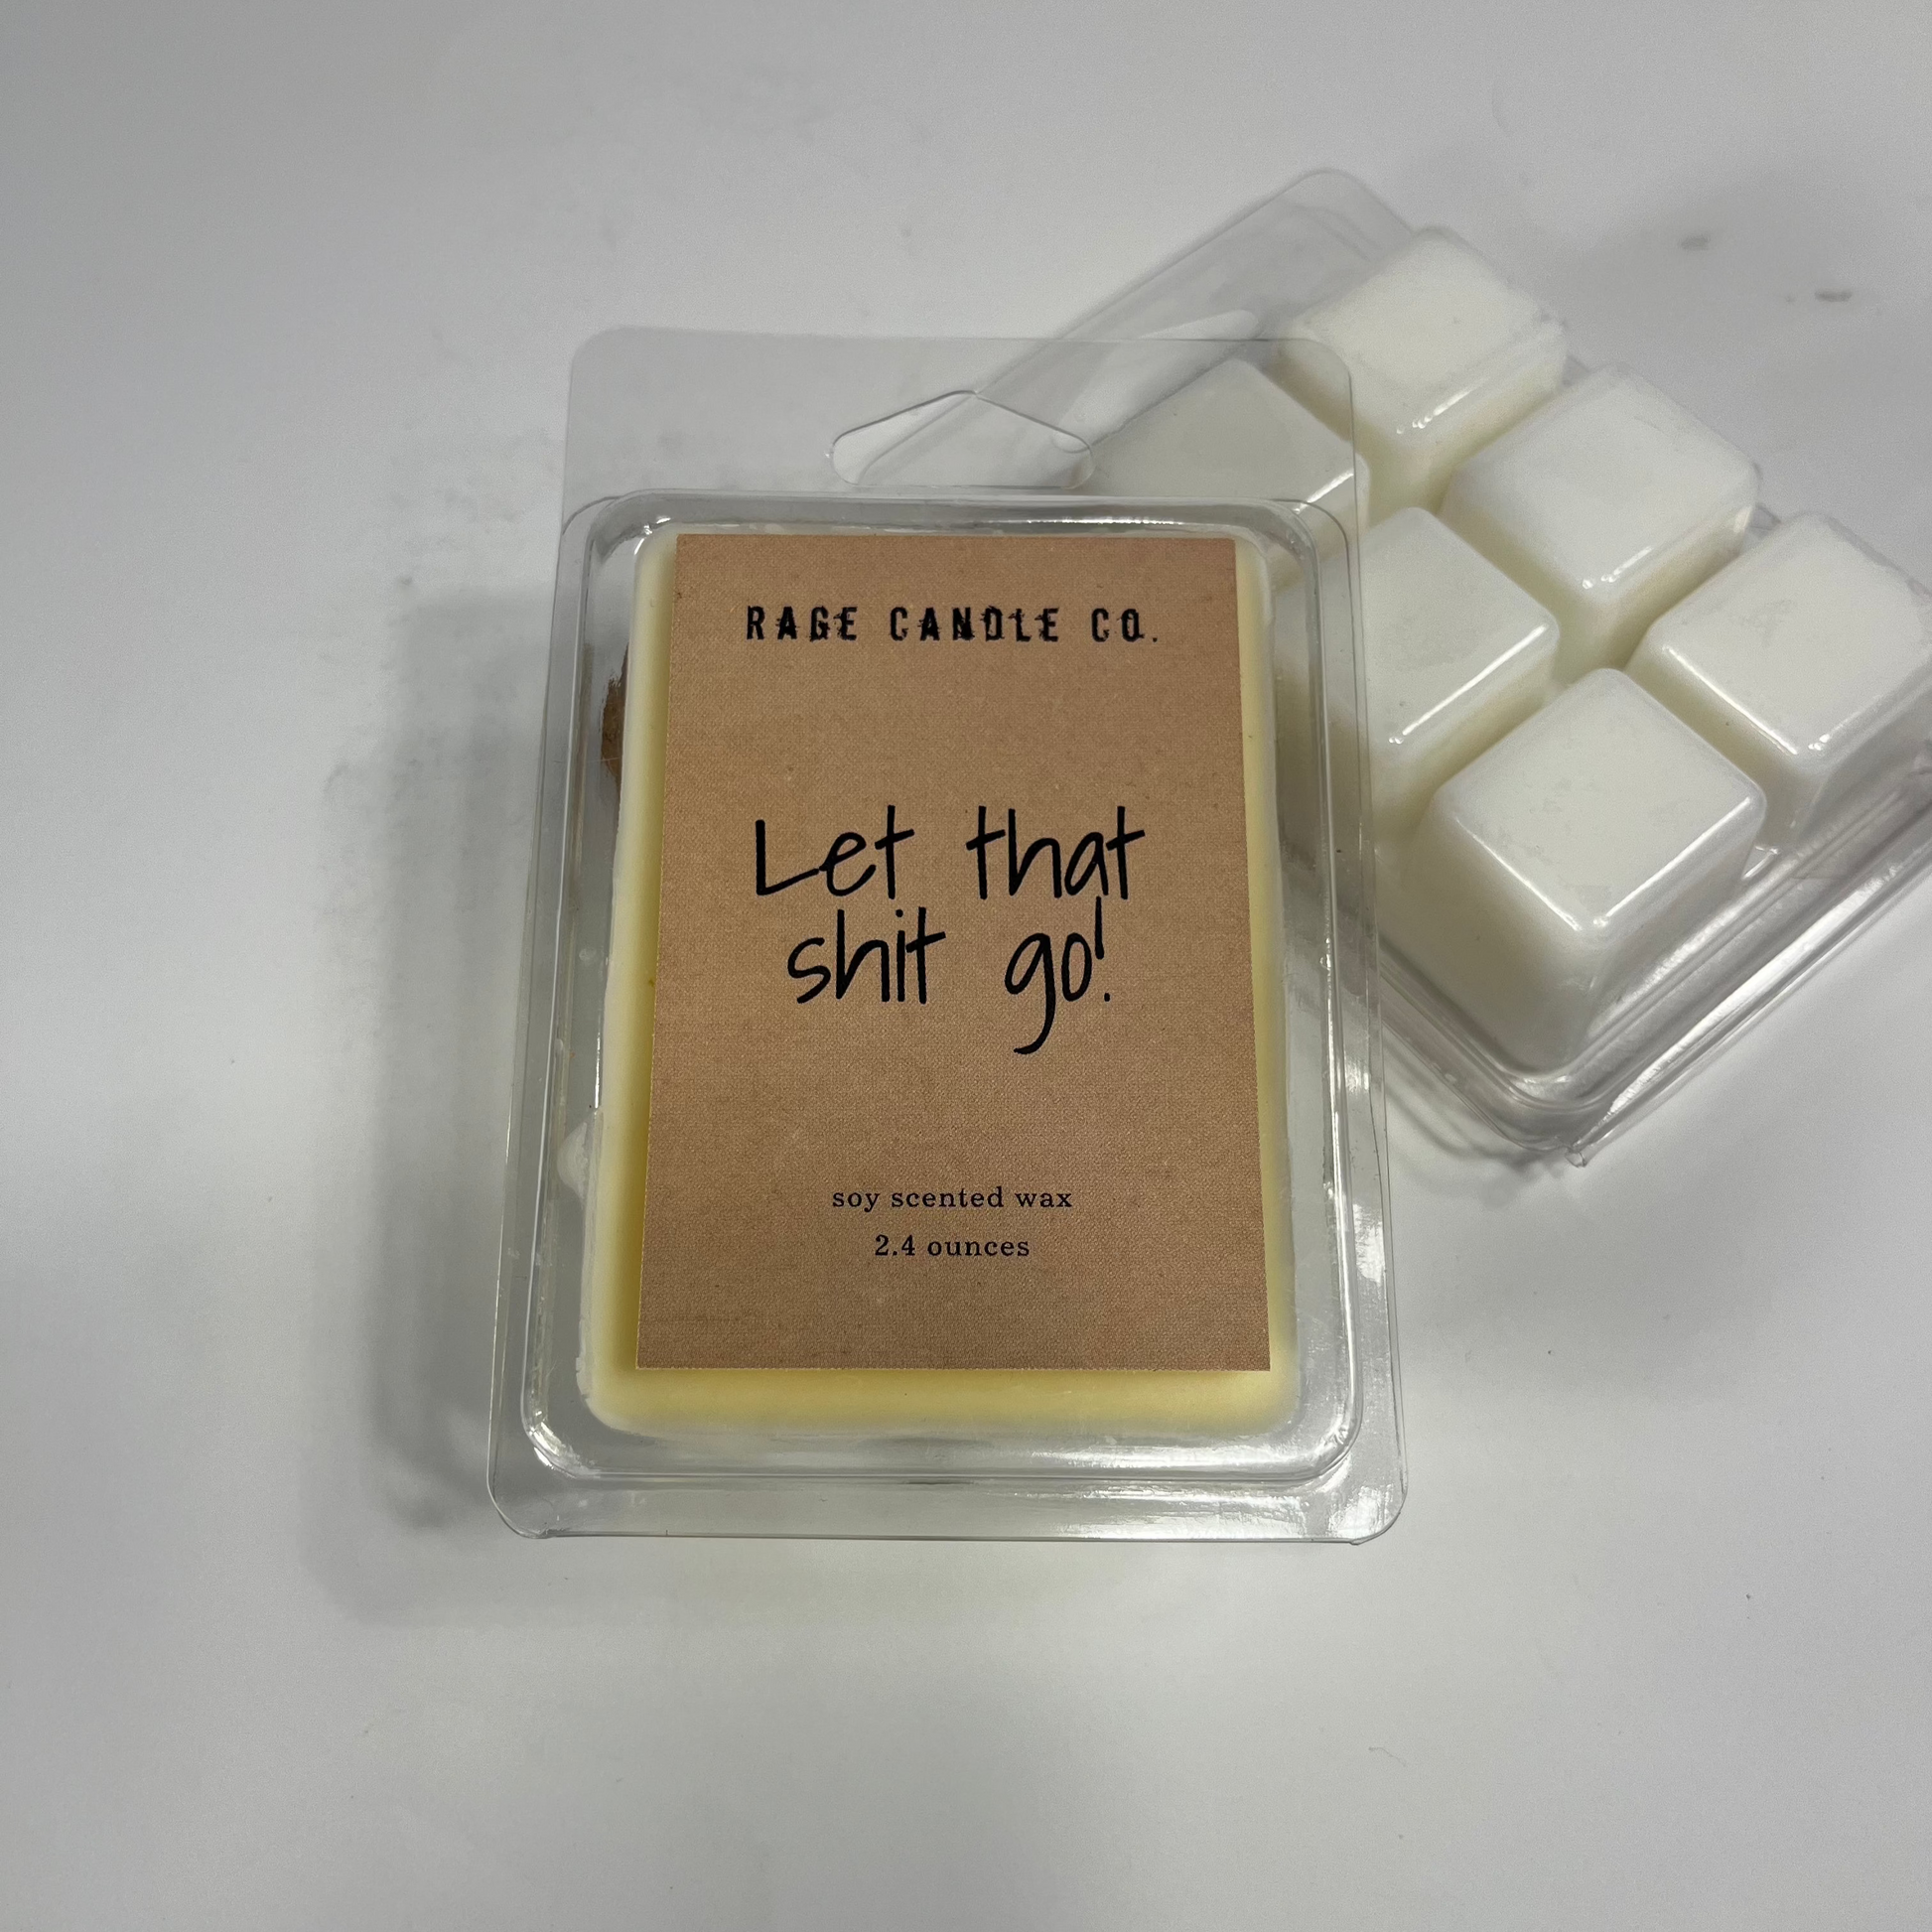 RAGE CANDLE CO.
Let that
shit go!
soy scented wax
2.4 ounces